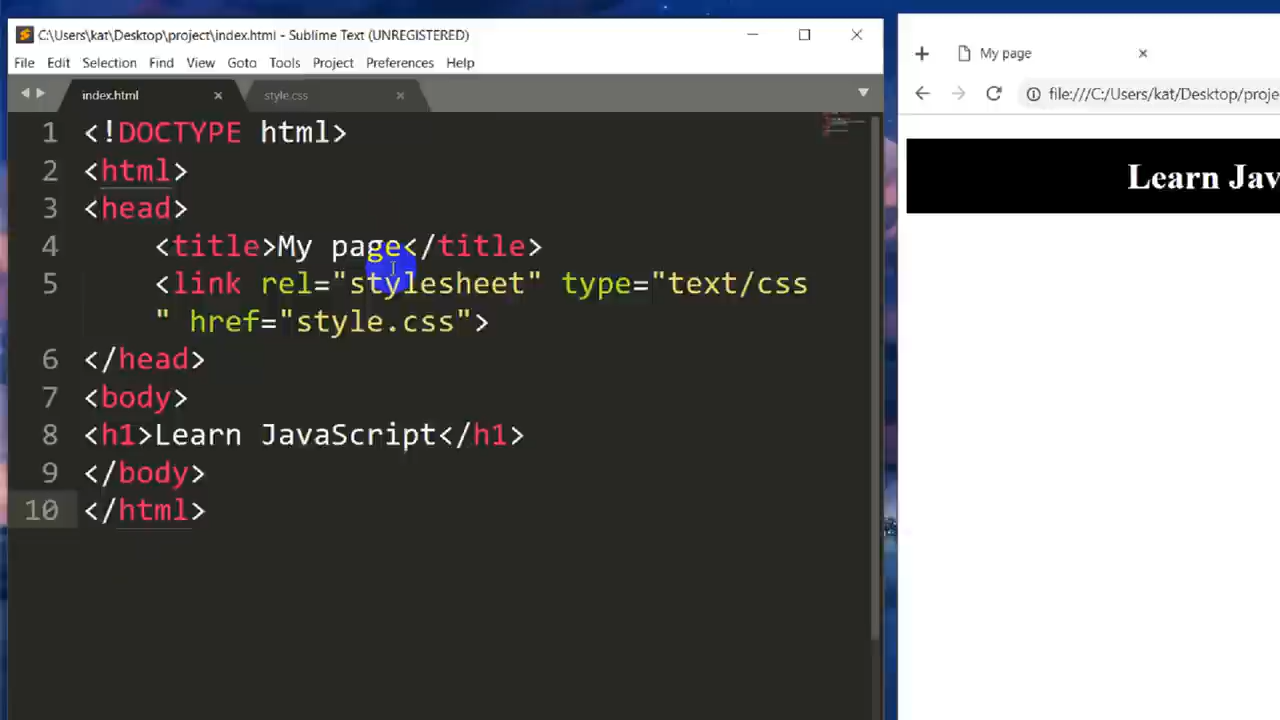 C:\Users\kat\Desktop\project\index.html - Sublime Text (UNREGISTERED)
File Edit Selection Find View Goto Tools Project Preferences Help
index.html style.css
1 <!DOCTYPE html>
2 <html>
3 <head>
4 <title>My page</title>
5 <link rel="stylesheet" type="text/css
" href="style.css">
6 </head>
7 <body>
8 <h1>Learn JavaScript</h1>
9 </body>
10 </html>
My page
file:///C:/Users/kat/Desktop/proje
Learn Jav